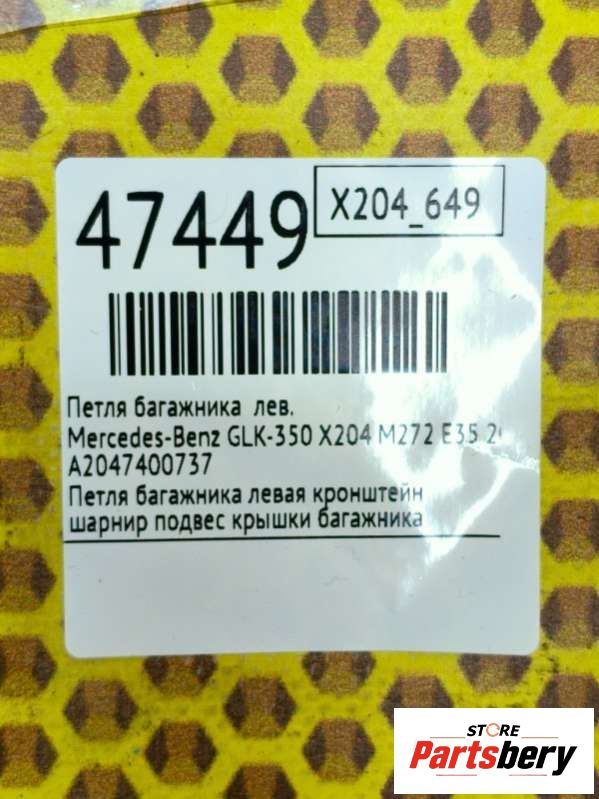 47449
X204_649
Петля багажника лев.
Mercedes-Benz GLK-350 X204 M272 E35
A2047400737
Петля багажника левая кронштейн
шарнир подвес крышки багажника
STORE
Partsbery